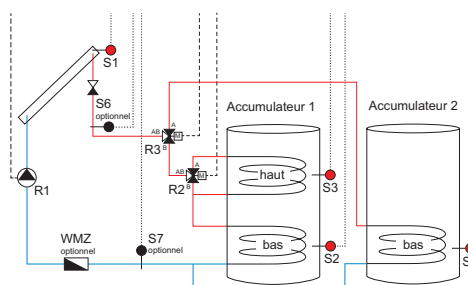 S1
S6
optionnel
AB
A
M
B
R3
Accumulateur 1
Accumulateur 2
AB
A
M
B
R2
haut
S3
R1
WMZ
optionnel
S7
optionnel
bas
S2
bas
S